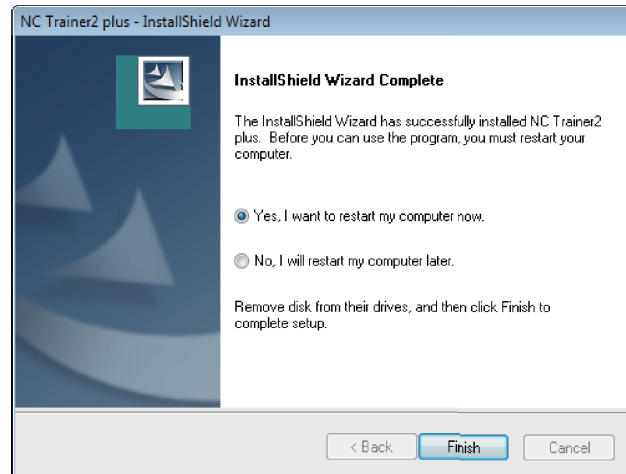 NC Trainer2 plus - InstallShield Wizard
InstallShield Wizard Complete
The InstallShield Wizard has successfully installed NC Trainer2
plus. Before you can use the program, you must restart your
computer.
Yes, I want to restart my computer now.
No, I will restart my computer later.
Remove disk from their drives, and then click Finish to
complete setup.
< Back Finish Cancel